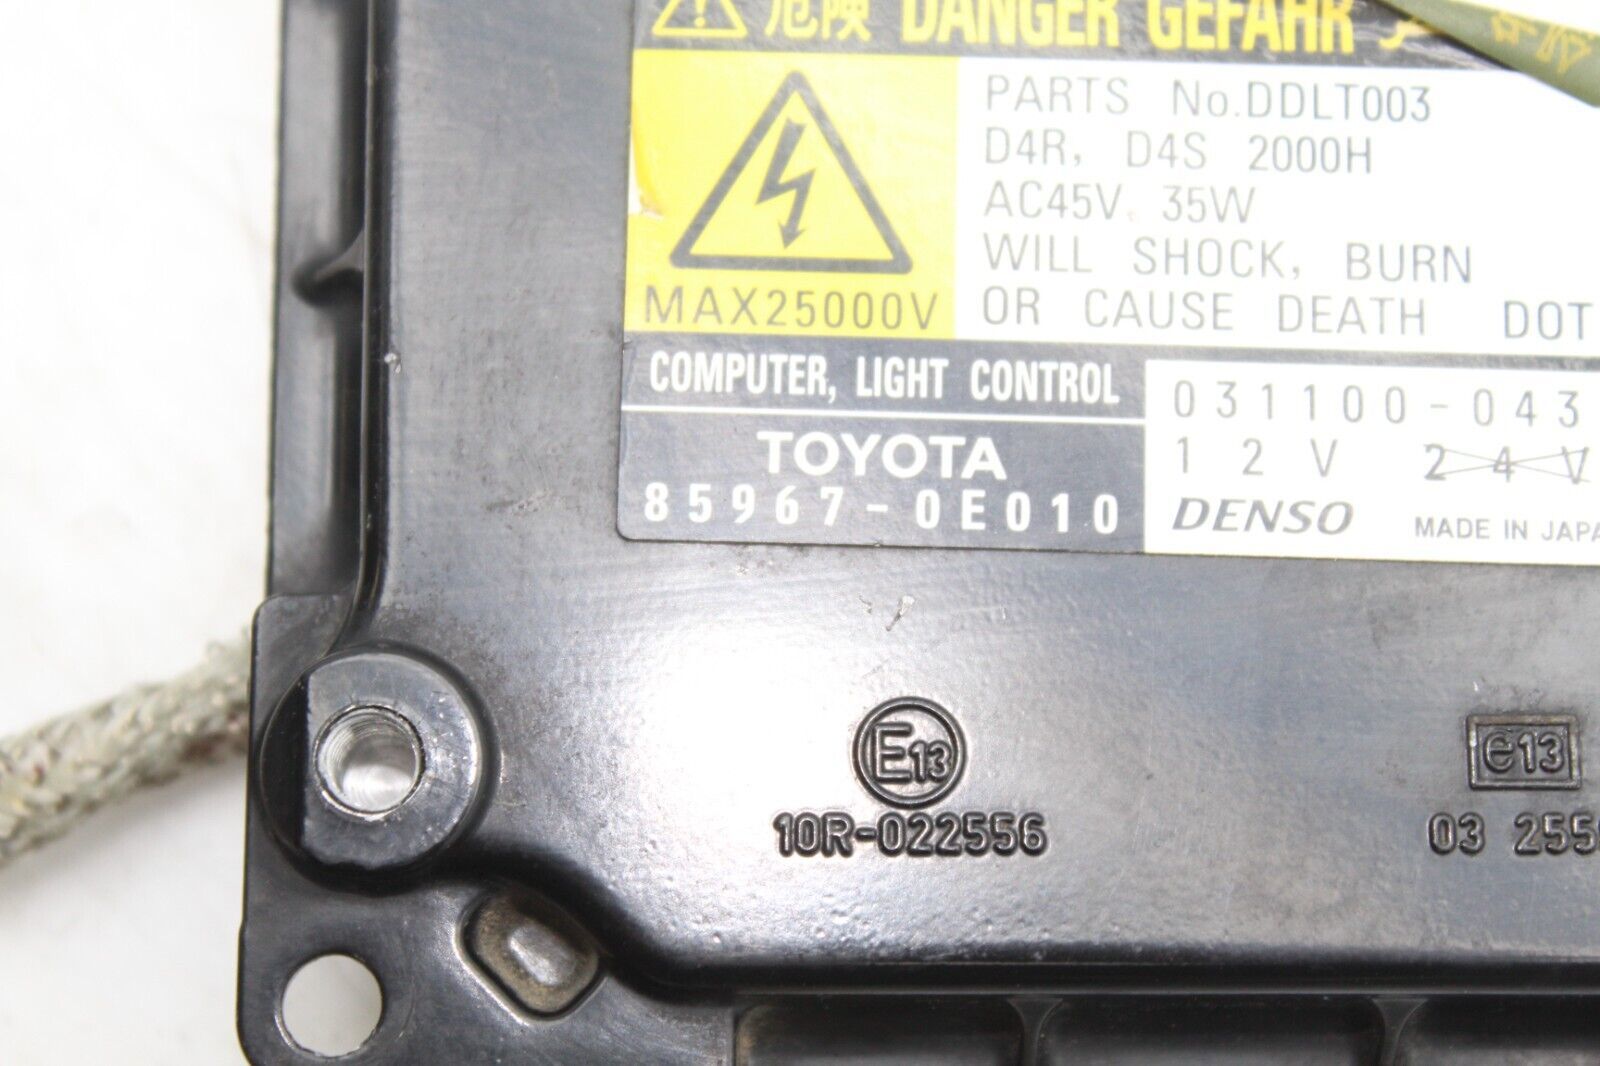 危険 DANGER GEFAHR
PARTS No.DDLT003
D4R, D4S 2000H
AC45V 35W
WILL SHOCK, BURN
OR CAUSE DEATH DOT
MAX25000V
COMPUTER, LIGHT CONTROL
TOYOTA
85967-0E010
031100-043
12V 24V
DENSO MADE IN JAPA
E13
10R-022556
e13
03 255